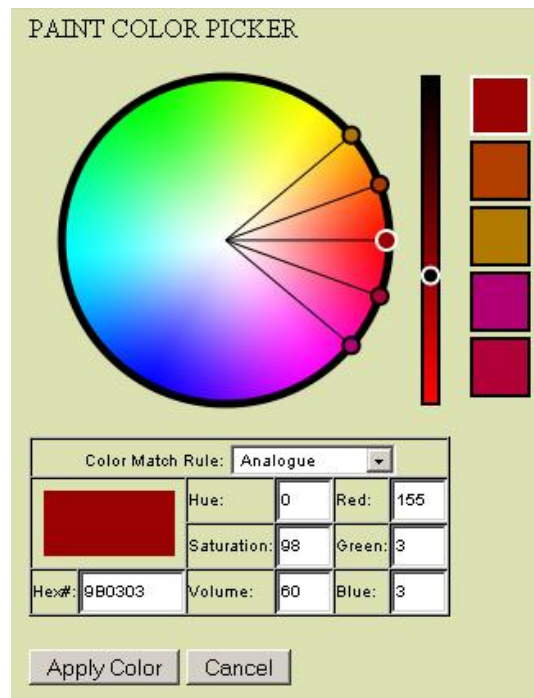 PAINT COLOR PICKER
Color Match Rule: Analogue
Hue: 0 Red: 155
Saturation: 98 Green: 3
Hex#: 9B0303 Volume: 60 Blue: 3
Apply Color Cancel